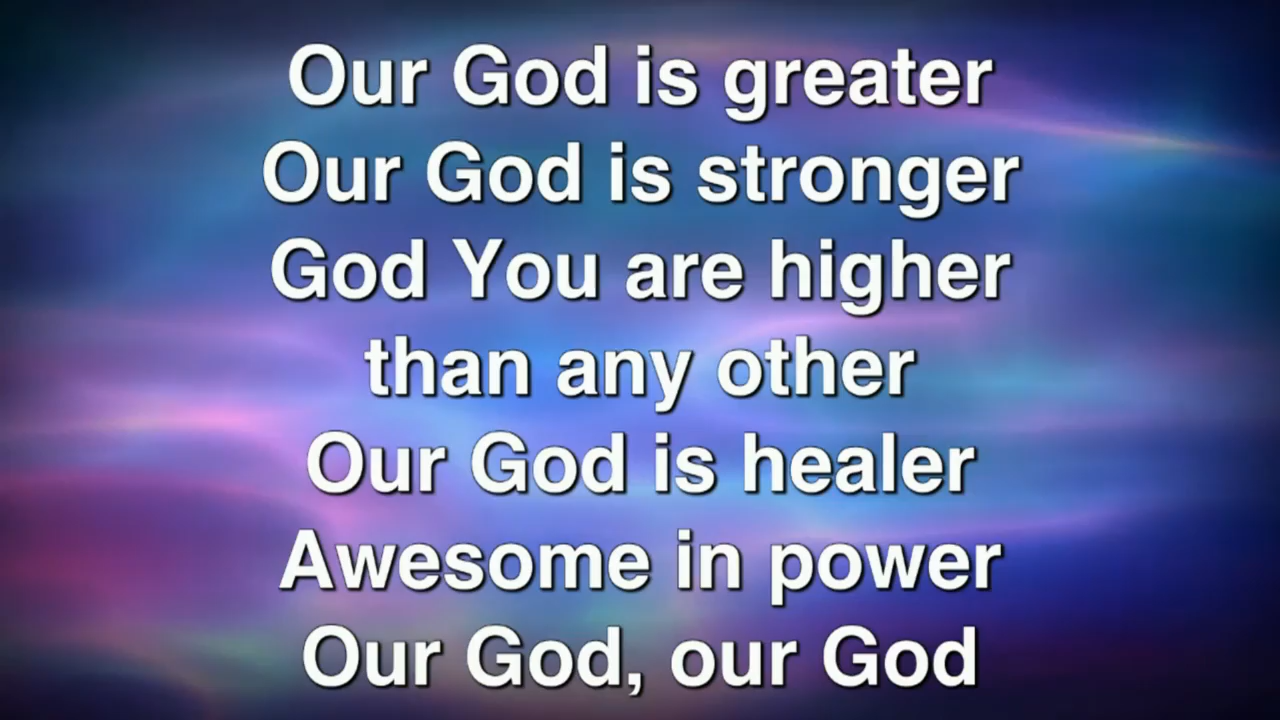 Our God is greater
Our God is stronger
God You are higher
than any other
Our God is healer
Awesome in power
Our God, our God